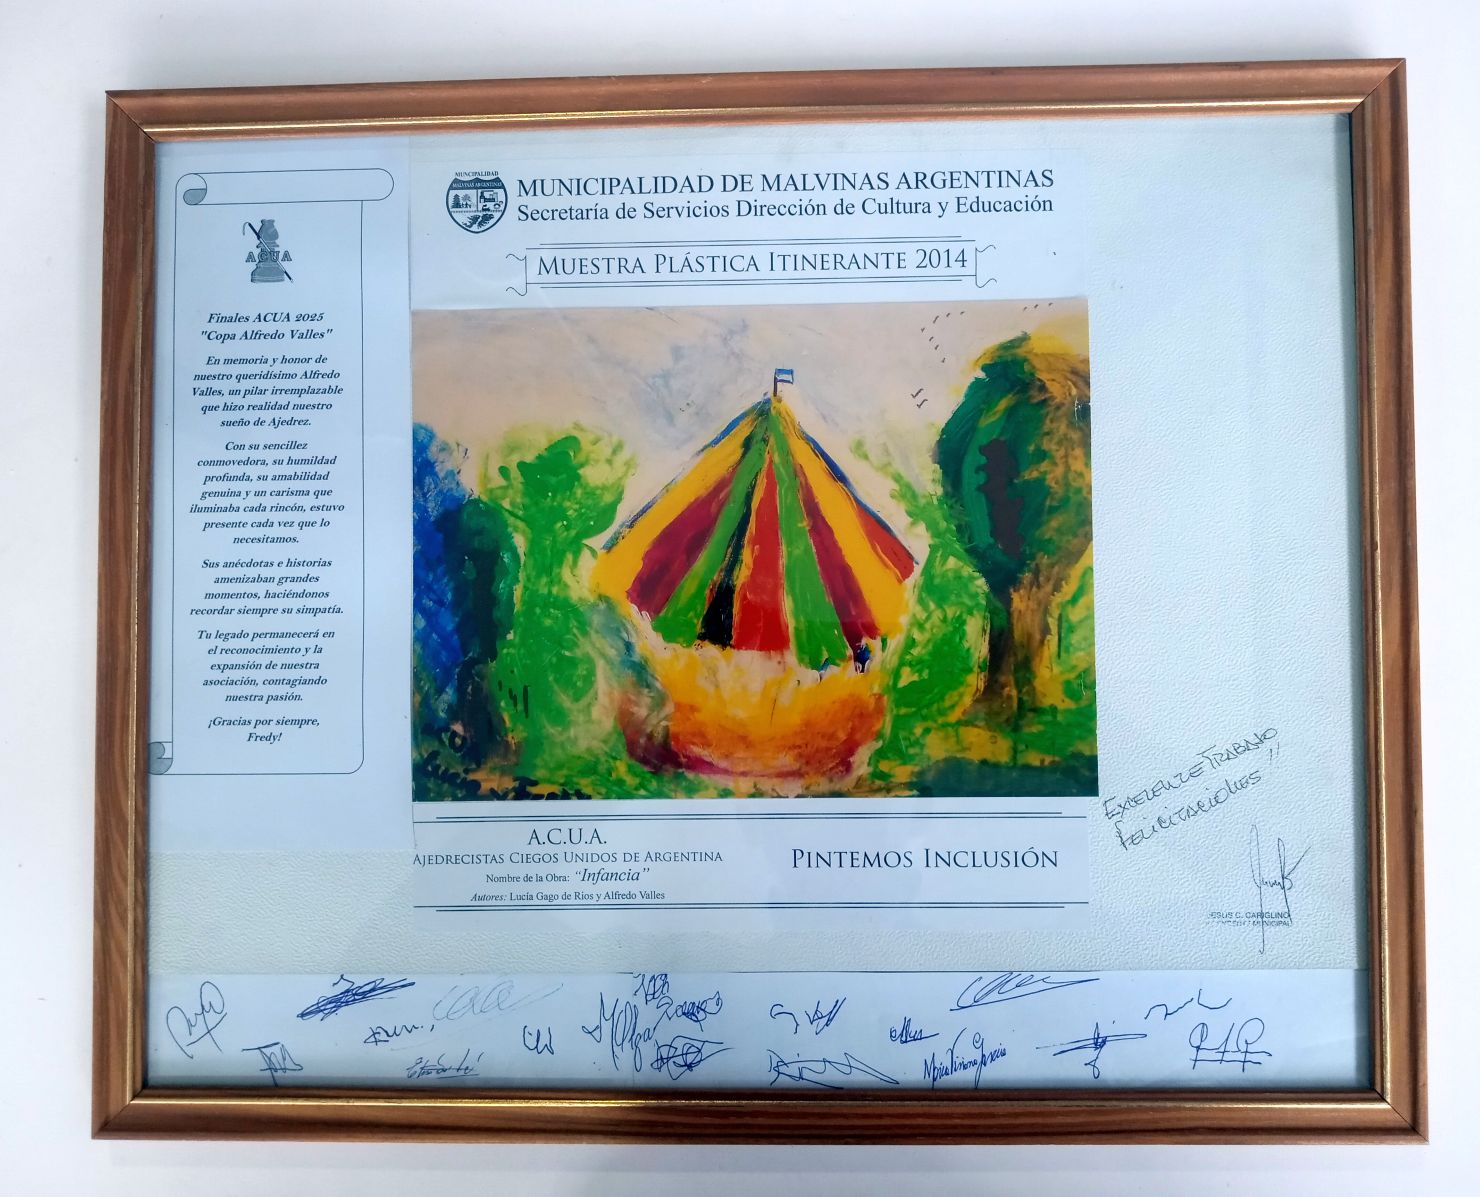 ACUA
Finales ACUA 2025
"Copa Alfredo Valles"
En memoria y honor de
nuestro queridísimo Alfredo
Valles, un pilar irremplazable
que hizo realidad nuestro
sueño de Ajedrez.
Con su sencillez
conmovedora, su humildad
profunda, su amabilidad
genuina y un carisma que
iluminaba cada rincón, estuvo
presente cada vez que lo
necesitamos.
Sus anécdotas e historias
amenizaban grandes
momentos, haciéndonos
recordar siempre su simpatía.
Tu legado permanecerá en
el reconocimiento y la
expansión de nuestra
asociación, contagiando
nuestra pasión.
¡Gracias por siempre,
Fredy!
MUNICIPALIDAD
MALVINAS ARGENTINAS
MUNICIPALIDAD DE MALVINAS ARGENTINAS
Secretaría de Servicios Dirección de Cultura y Educación
MUESTRA PLÁSTICA ITINERANTE 2014
A.C.U.A.
AJEDRECISTAS CIEGOS UNIDOS DE ARGENTINA
Nombre de la Obra: "Infancia"
Autores: Lucía Gago de Rios y Alfredo Valles
PINTEMOS INCLUSIÓN
EXCELENTE TRABAJO
FELICITACIONES !!
JESUS C. CARIGLINO
MUNICIPAL